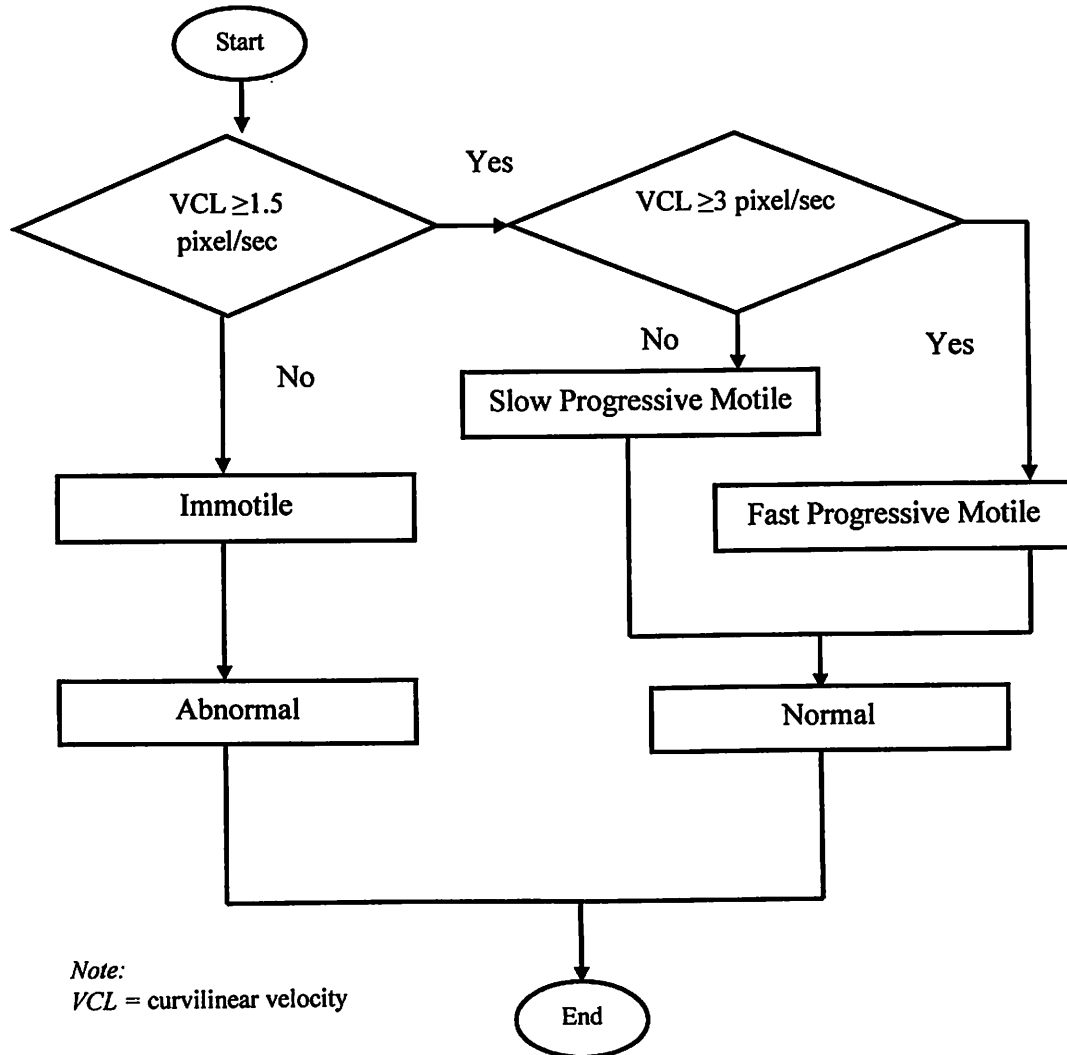 Start
Yes
VCL ≥1.5
pixel/sec
VCL ≥3 pixel/sec
No
Yes
No
Slow Progressive Motile
Immotile
Fast Progressive Motile
Abnormal
Normal
Note:
VCL = curvilinear velocity
End